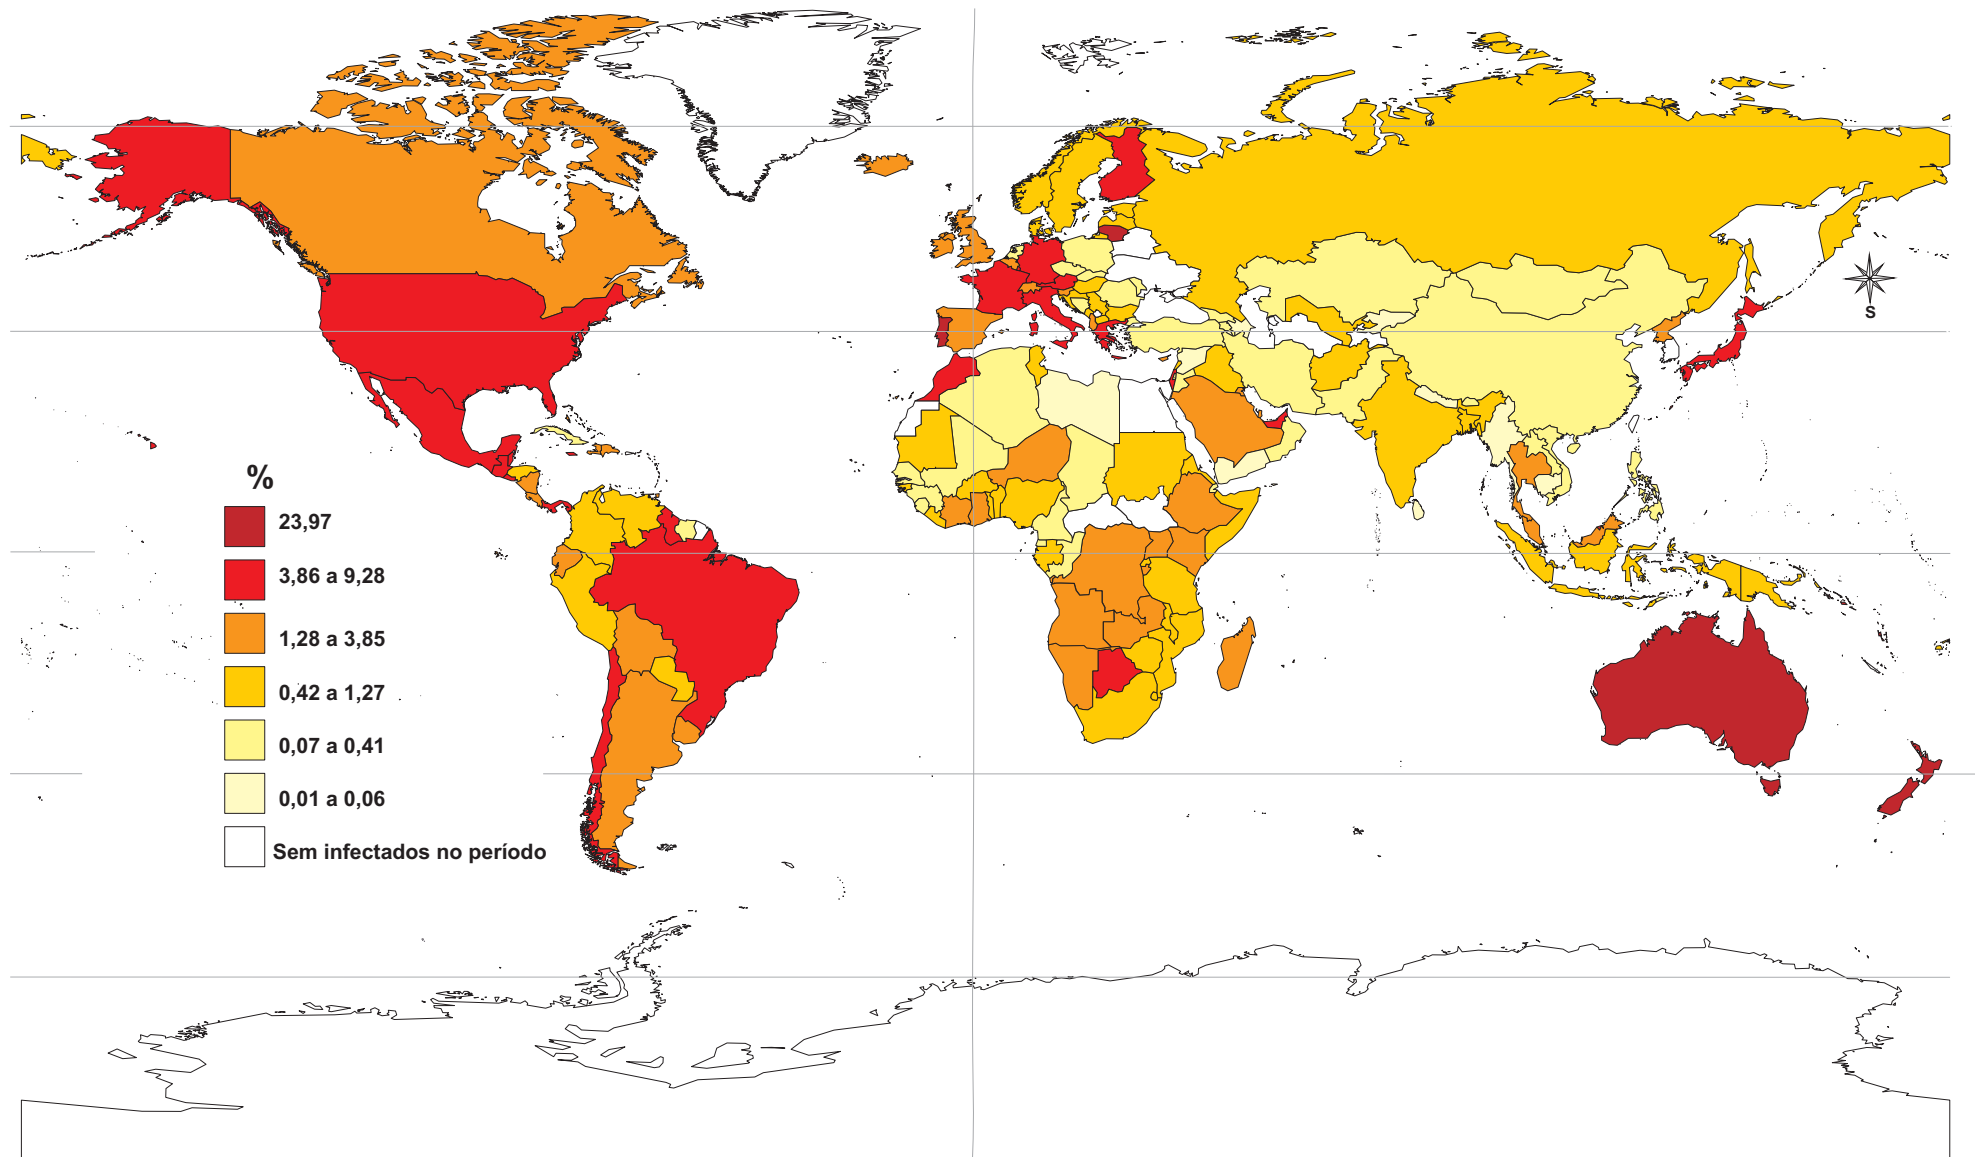 %
23,97
3,86 a 9,28
1,28 a 3,85
0,42 a 1,27
0,07 a 0,41
0,01 a 0,06
Sem infectados no período
S